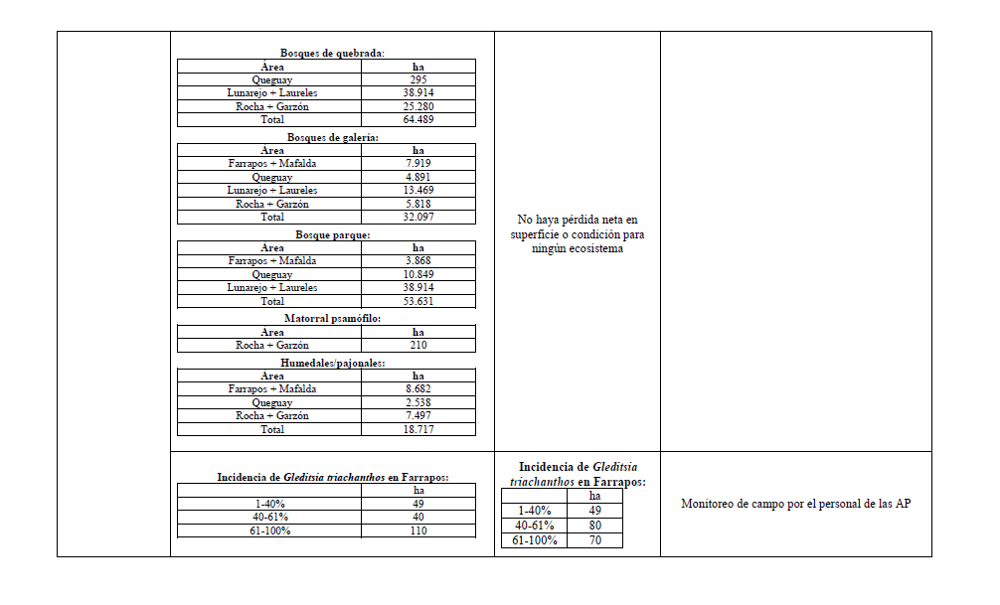 Bosques de quebrada:
Área ha
Queguay 295
Lunarejo + Laureles 38.914
Rocha + Garzón 25.280
Total 64.489
Bosques de galería:
Área ha
Farrapos + Mafalda 7.919
Queguay 4.891
Lunarejo + Laureles 13.469
Rocha + Garzón 5.818
Total 32.097
Bosque parque:
Área ha
Farrapos + Mafalda 3.868
Queguay 10.849
Lunarejo + Laureles 38.914
Total 53.631
Matorral psamófilo:
Área ha
Rocha + Garzón 210
Humedales/pajonales:
Área ha
Farrapos + Mafalda 8.682
Queguay 2.538
Rocha + Garzón 7.497
Total 18.717
No haya pérdida neta en
superficie o condición para
ningún ecosistema
Incidencia de Gleditsia triachanthos en Farrapos:
ha
1-40% 49
40-61% 40
61-100% 110
Incidencia de Gleditsia
triachanthos en Farrapos:
ha
1-40% 49
40-61% 80
61-100% 70
Monitoreo de campo por el personal de las AP